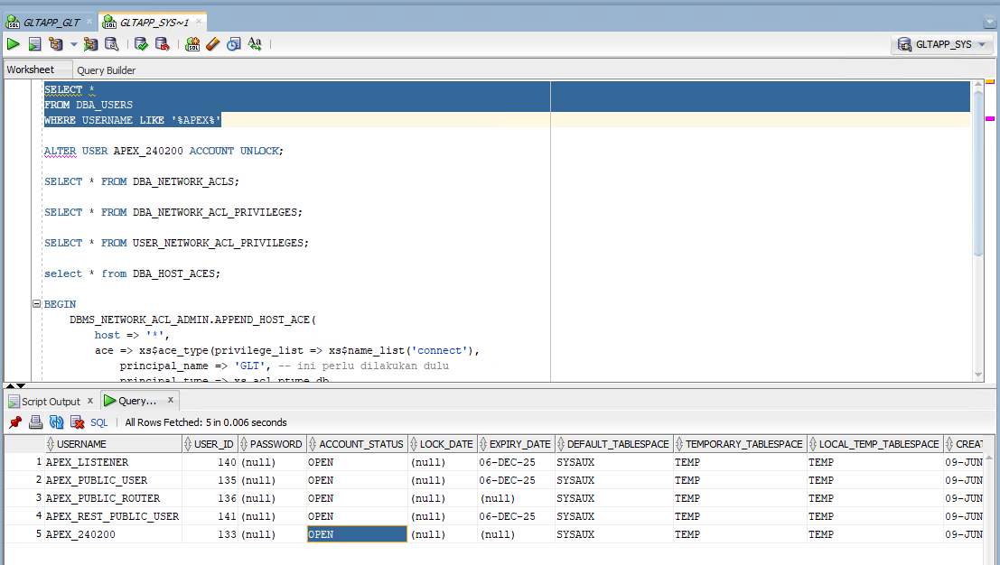 GLTAPP_GLT × GLTAPP_SYS~1 ×
GLTAPP_SYS
Worksheet Query Builder
SELECT *
FROM DBA_USERS
WHERE USERNAME LIKE '%APEX%'
ALTER USER APEX_240200 ACCOUNT UNLOCK;
SELECT * FROM DBA_NETWORK_ACLS;
SELECT * FROM DBA_NETWORK_ACL_PRIVILEGES;
SELECT * FROM USER_NETWORK_ACL_PRIVILEGES;
select * from DBA_HOST_ACES;
BEGIN
DBMS_NETWORK_ACL_ADMIN.APPEND_HOST_ACE(
host => '*',
ace => xs$ace_type(privilege_list => xs$name_list('connect'),
principal_name => 'GLT', -- ini perlu dilakukan dulu
principal_type => xs_acl.ptype_db
Script Output × Query... ×
SQL | All Rows Fetched: 5 in 0.006 seconds
USERNAME USER_ID PASSWORD ACCOUNT_STATUS LOCK_DATE EXPIRY_DATE DEFAULT_TABLESPACE TEMPORARY_TABLESPACE LOCAL_TEMP_TABLESPACE CREAT
1 APEX_LISTENER 140 (null) OPEN (null) 06-DEC-25 SYSAUX TEMP TEMP 09-JUN
2 APEX_PUBLIC_USER 135 (null) OPEN (null) 06-DEC-25 SYSAUX TEMP TEMP 09-JUN
3 APEX_PUBLIC_ROUTER 136 (null) OPEN (null) (null) SYSAUX TEMP TEMP 09-JUN
4 APEX_REST_PUBLIC_USER 141 (null) OPEN (null) 06-DEC-25 SYSAUX TEMP TEMP 09-JUN
5 APEX_240200 133 (null) OPEN (null) (null) SYSAUX TEMP TEMP 09-JUN